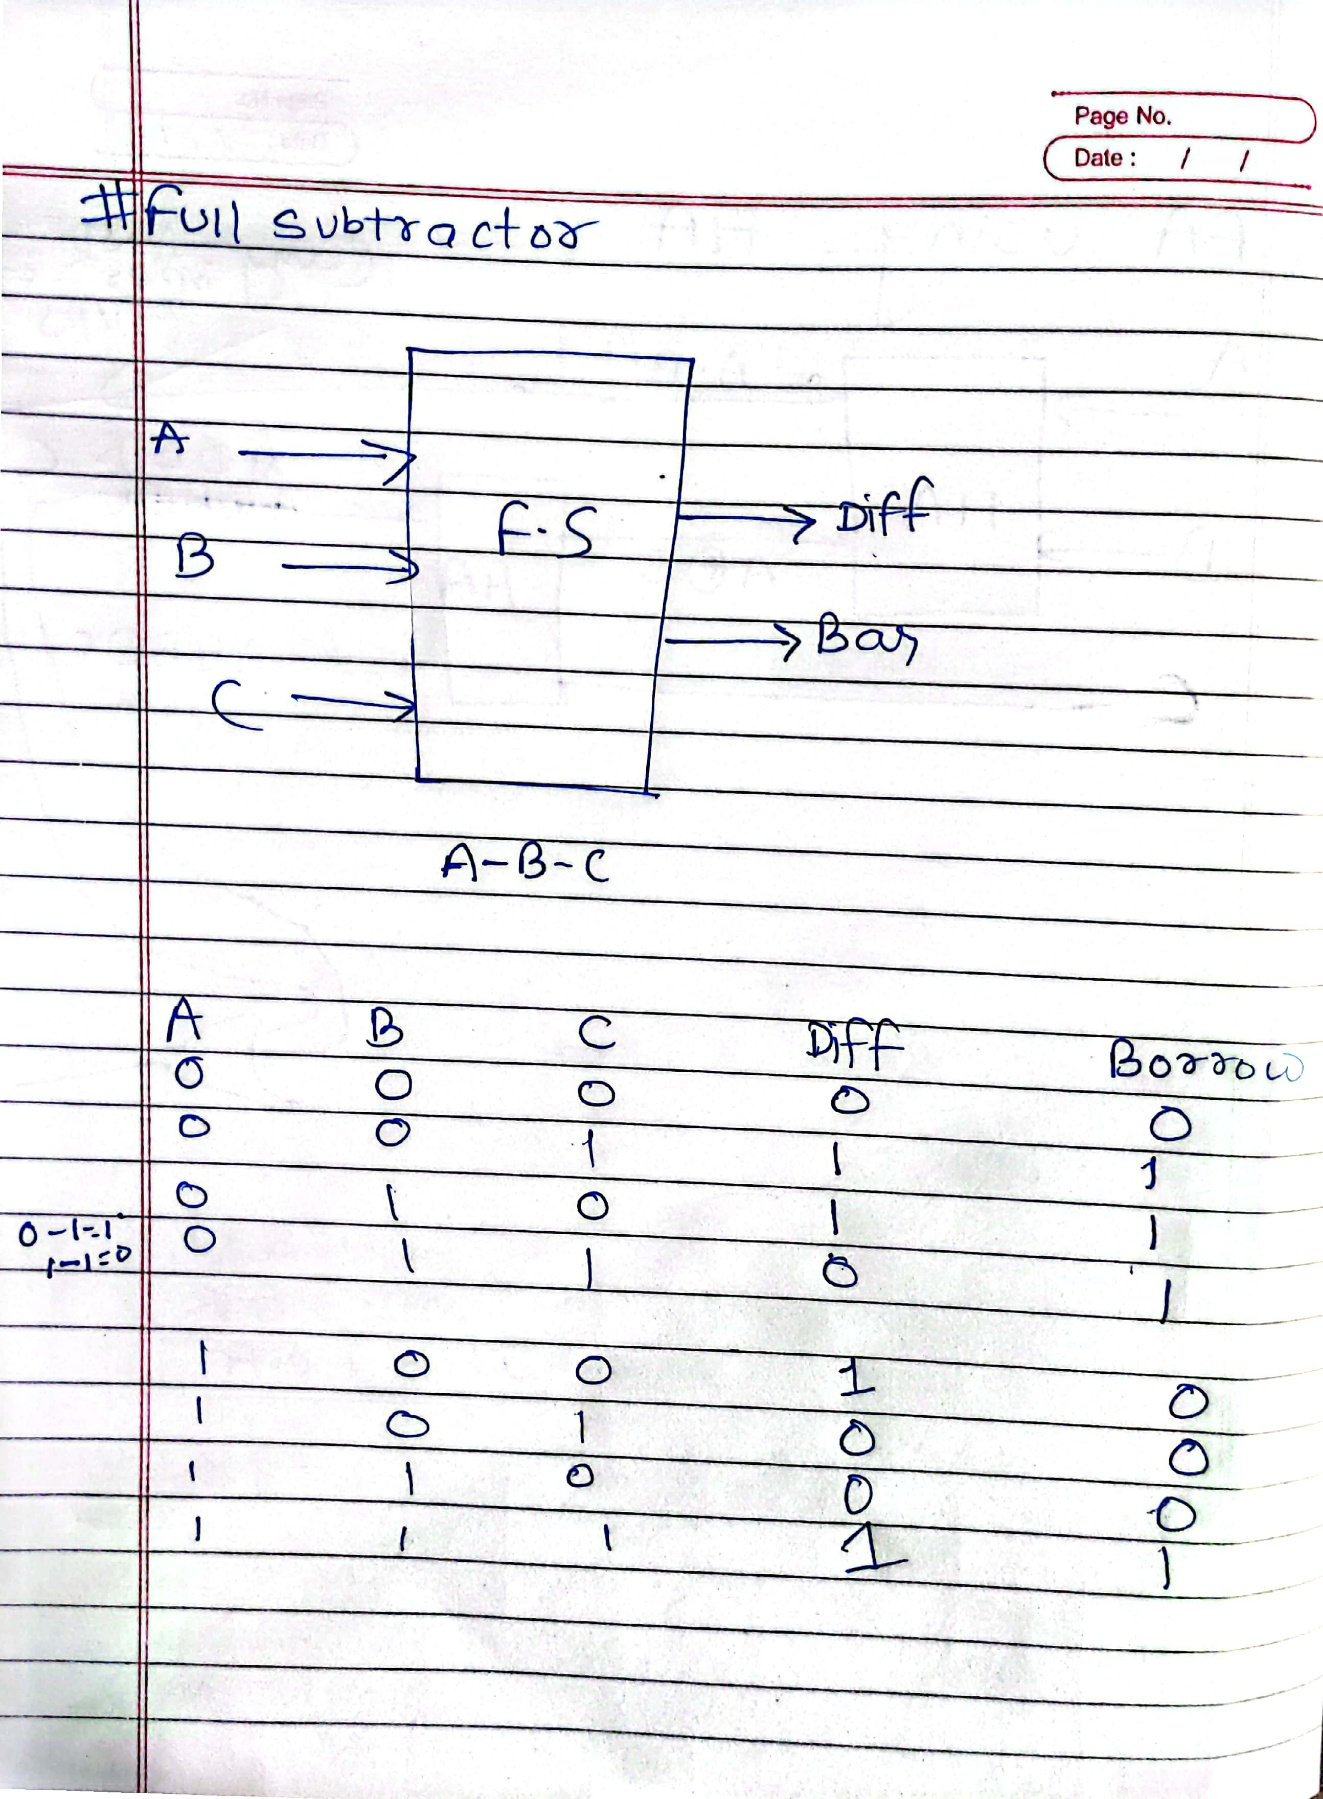 Page No.
Date : / /
# Full subtractor
A
B
C
F.S
Diff
Bar
A-B-C
A B C Diff Borrow
0 0 0 0 0
0 0 1 1 1
0 1 0 1 1
0-1=1
1-1=0
0 1 1 0 1
1 0 0 1 0
1 0 1 0 0
1 1 0 0 0
1 1 1 1 1